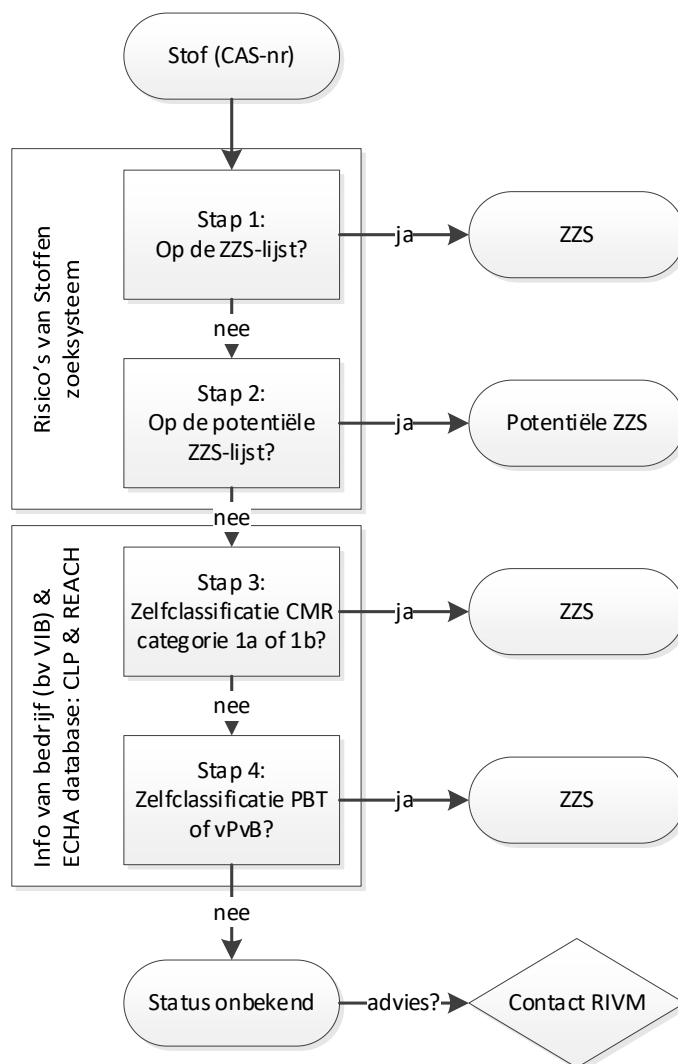 Stof (CAS-nr)
Risico's van Stoffen
zoeksysteem
Stap 1:
Op de ZZS-lijst?
ja
ZZS
nee
Stap 2:
Op de potentiële
ZZS-lijst?
ja
Potentiële ZZS
nee
Info van bedrijf (bv VIB) &
ECHA database: CLP & REACH
Stap 3:
Zelfclassificatie CMR
categorie 1a of 1b?
ja
ZZS
nee
Stap 4:
Zelfclassificatie PBT
of vPvB?
ja
ZZS
nee
Status onbekend
advies?
Contact RIVM